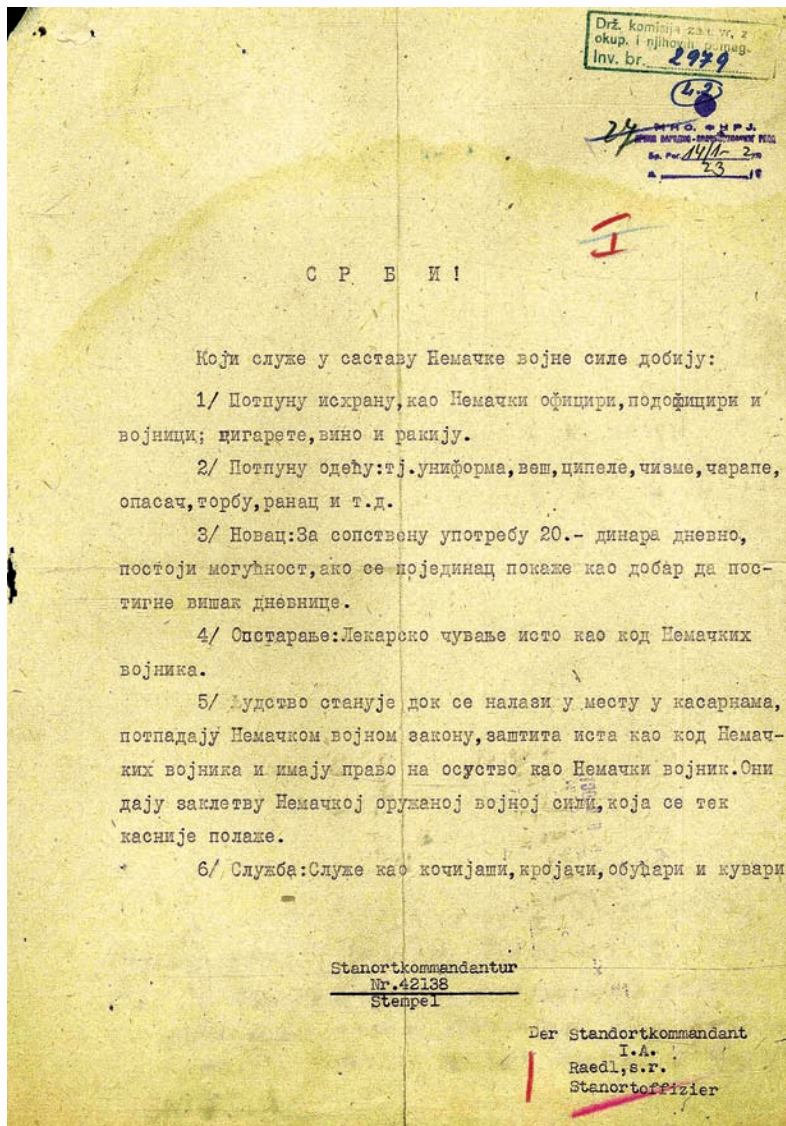 Drž. komisija za
okup. i njihovih pomag.
Inv. br. 2979
27
14/1- 2
23
I
С Р Б И !
Који служе у саставу Немачке војне силе добију:
1/ Потпуну исхрану,као Немачки официри,подофицири и
војници; цигарете,вино и ракију.
2/ Потпуну одећу:тј.униформа,веш,ципеле,чизме,чарапе,
опасач,торбу,ранац и т.д.
3/ Новац:За сопствену употребу 20.- динара дневно,
постоји могућност,ако се појединац покаже као добар да пос-
тигне вишак дневнице.
4/ Опстарање:Лекарско чување исто као код Немачких
војника.
5/ Људство станује док се налази у месту у касарнама,
потпадају Немачком војном закону,заштита иста као код Немач-
ких војника и имају право на осуство као Немачки војник.Они
дају заклетву Немачкој оружаној војној сили,која се тек
касније полаже.
6/ Служба:Служе као кочијаши,кројачи,обућари и кувари
Stanortkommandantur
Nr.42138
Stempel
Der Standortkommandant
I.A.
Raedl,s.r.
Stanortoffizier